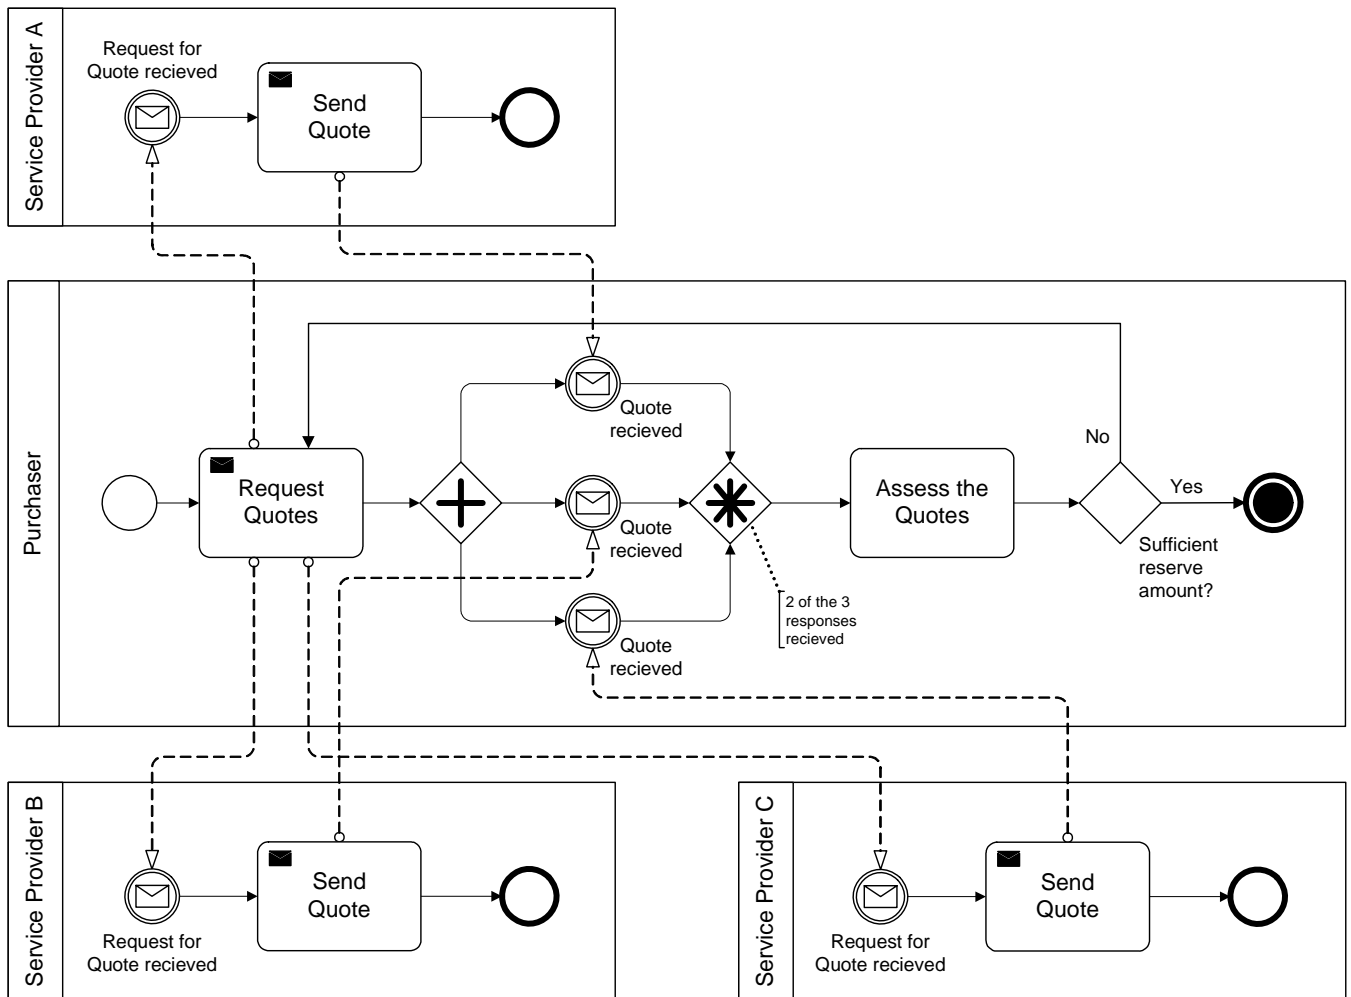 Service Provider A
Request for
Quote recieved
Send
Quote
Purchaser
Request
Quotes
Quote
recieved
Quote
recieved
Quote
recieved
2 of the 3
responses
recieved
Assess the
Quotes
No
Yes
Sufficient
reserve
amount?
Service Provider B
Send
Quote
Request for
Quote recieved
Service Provider C
Send
Quote
Request for
Quote recieved